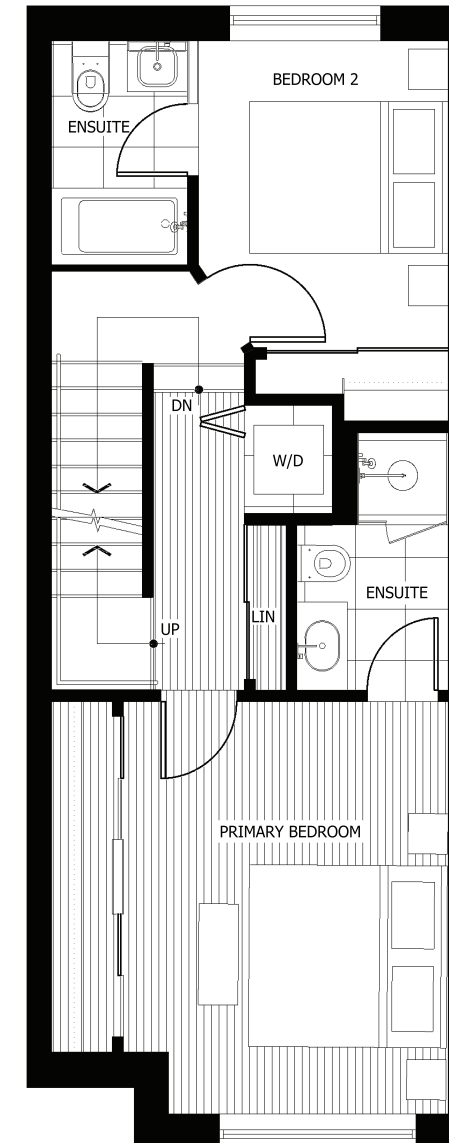 BEDROOM 2
ENSUITE
DN
W/D
ENSUITE
LIN
UP
PRIMARY BEDROOM